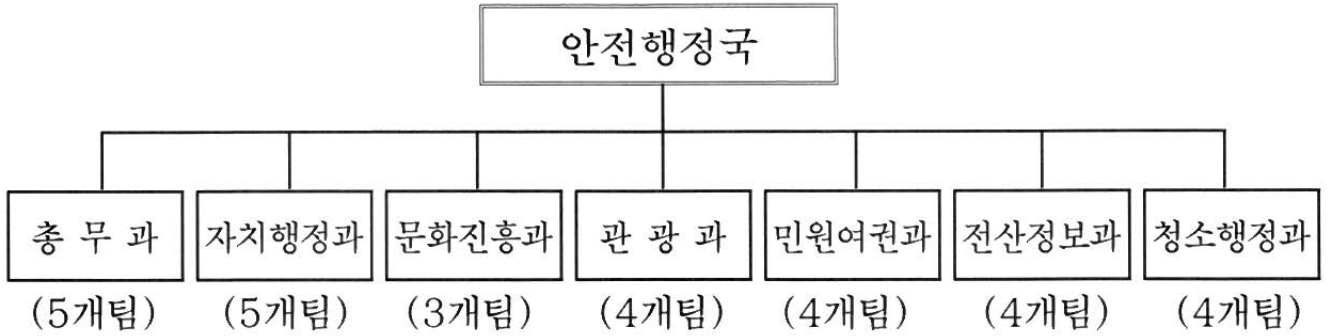 안전행정국
총 무 과 자치행정과 문화진흥과 관 광 과 민원여권과 전산정보과 청소행정과
(5개팀) (5개팀) (3개팀) (4개팀) (4개팀) (4개팀) (4개팀)